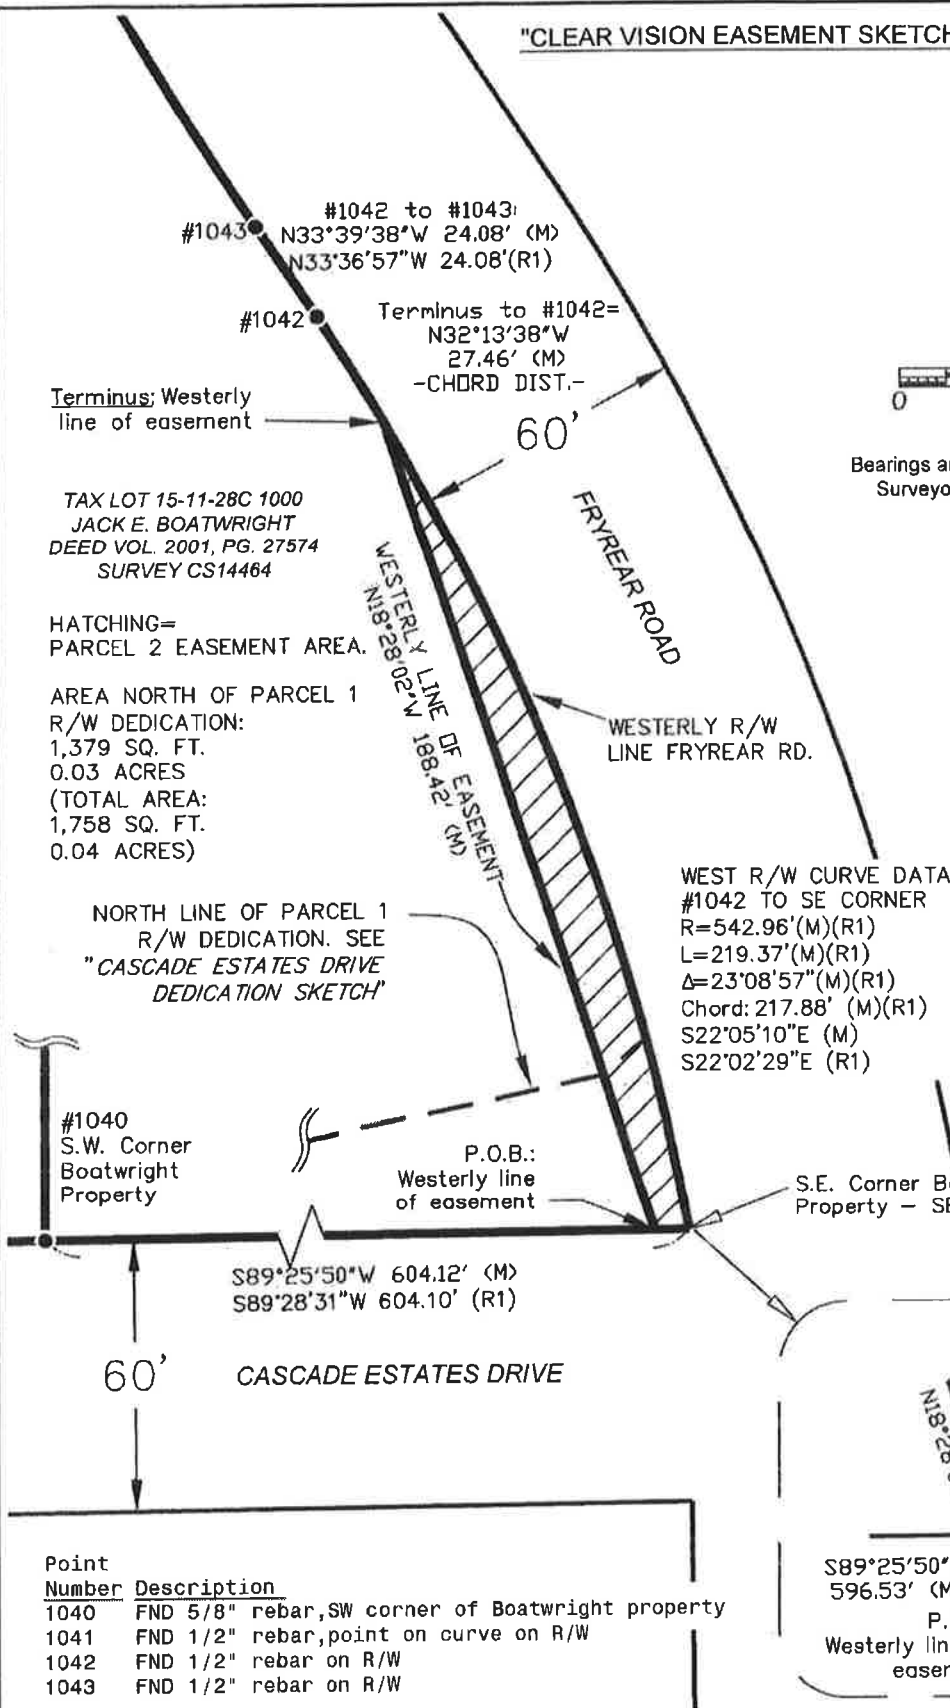 "CLEAR VISION EASEMENT SKETCH
#1042 to #1043:
N33°39'38"W 24.08' (M)
N33°36'57"W 24.08'(R1)
#1043
#1042
Terminus to #1042=
N32°13'38"W
27.46' (M)
-CHORD DIST.-
60'
0
Terminus: Westerly
line of easement
Bearings a
Surveyo
TAX LOT 15-11-28C 1000
JACK E. BOATWRIGHT
DEED VOL. 2001, PG. 27574
SURVEY CS14464
FRYREAR ROAD
WESTERLY LINE OF EASEMENT
N18°28'02"W 188.42' (M)
HATCHING=
PARCEL 2 EASEMENT AREA.
AREA NORTH OF PARCEL 1
R/W DEDICATION:
1,379 SQ. FT.
0.03 ACRES
(TOTAL AREA:
1,758 SQ. FT.
0.04 ACRES)
WESTERLY R/W
LINE FRYREAR RD.
WEST R/W CURVE DATA
#1042 TO SE CORNER
R=542.96'(M)(R1)
L=219.37'(M)(R1)
Δ=23°08'57"(M)(R1)
Chord: 217.88' (M)(R1)
S22°05'10"E (M)
S22°02'29"E (R1)
NORTH LINE OF PARCEL 1
R/W DEDICATION. SEE
"CASCADE ESTATES DRIVE
DEDICATION SKETCH"
#1040
S.W. Corner
Boatwright
Property
P.O.B.:
Westerly line
of easement
S.E. Corner B
Property – S
S89°25'50"W 604.12' (M)
S89°28'31"W 604.10' (R1)
60'
CASCADE ESTATES DRIVE
N18°28
S89°25'50"
596.53' (M
P.
Westerly lin
easer
Point
Number Description
1040 FND 5/8" rebar,SW corner of Boatwright property
1041 FND 1/2" rebar,point on curve on R/W
1042 FND 1/2" rebar on R/W
1043 FND 1/2" rebar on R/W